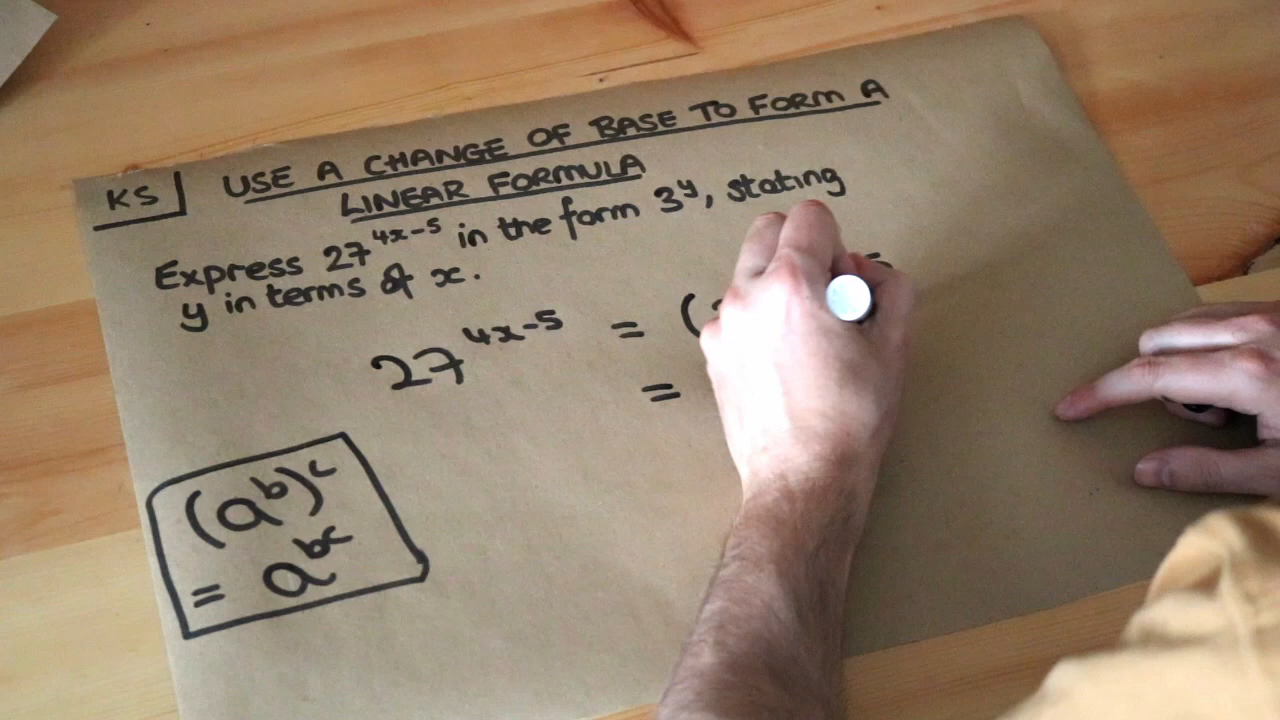 KS USE A CHANGE OF BASE TO FORM A
LINEAR FORMULA
Express 27^{4x-5} in the form 3^y, stating
y in terms of x.
27^{4x-5} = (
=
(a^b)^c
= a^{bc}